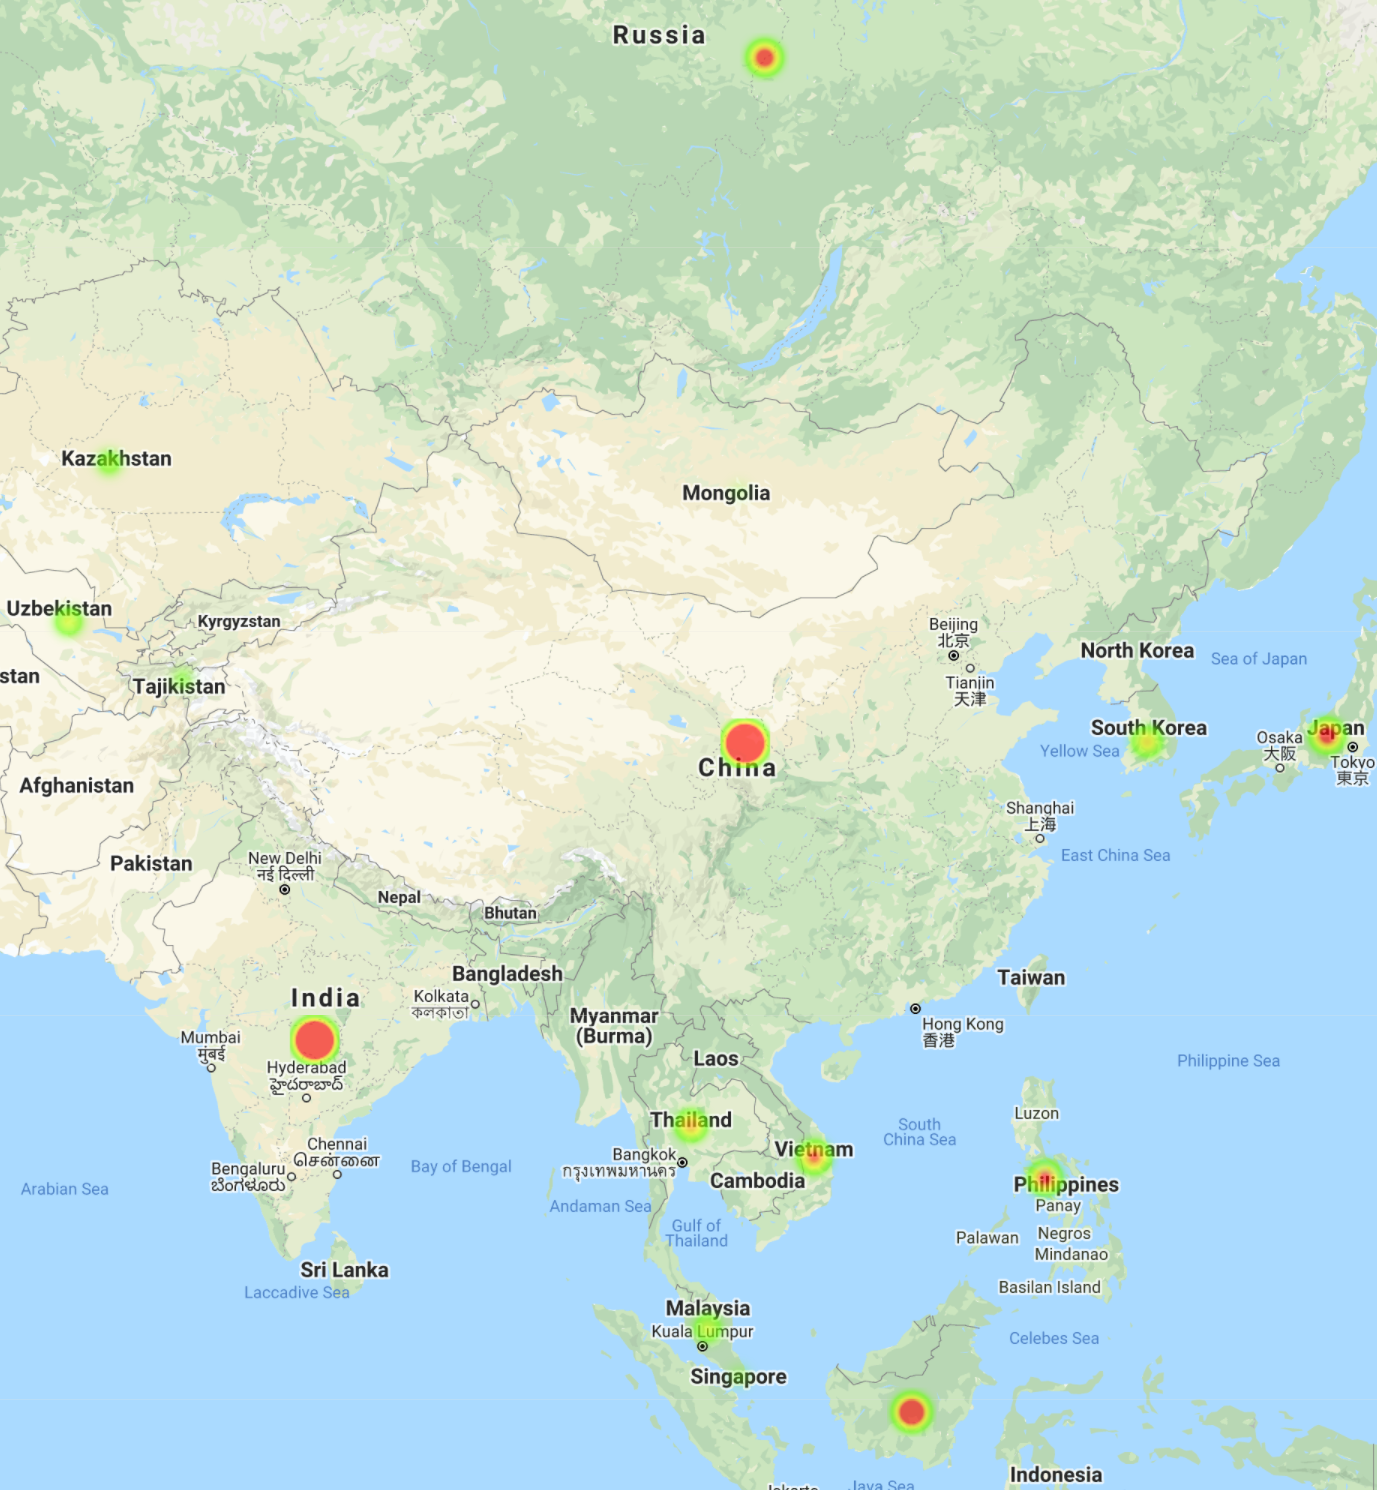 Russia
Kazakhstan
Mongolia
Uzbekistan
Kyrgyzstan
Beijing
北京
North Korea
Sea of Japan
stan
Tajikistan
Tianjin
天津
South Korea
Japan
Yellow Sea
Osaka
大阪
Tokyo
東京
China
Afghanistan
Shanghai
上海
East China Sea
Pakistan
New Delhi
नई दिल्ली
Nepal
Bhutan
Bangladesh
Taiwan
India
Kolkata
কলকাতা
Myanmar
(Burma)
Hong Kong
香港
Mumbai
मुंबई
Laos
Philippine Sea
Hyderabad
హైదరాబాద్
Luzon
Thailand
South
China Sea
Chennai
சென்னை
Vietnam
Bengaluru
ಬೆಂಗಳೂರು
Bay of Bengal
Bangkok
กรุงเทพมหานคร
Cambodia
Philippines
Arabian Sea
Andaman Sea
Panay
Gulf of
Thailand
Palawan
Negros
Mindanao
Sri Lanka
Laccadive Sea
Basilan Island
Malaysia
Kuala Lumpur
Celebes Sea
Singapore
Indonesia
Java Sea